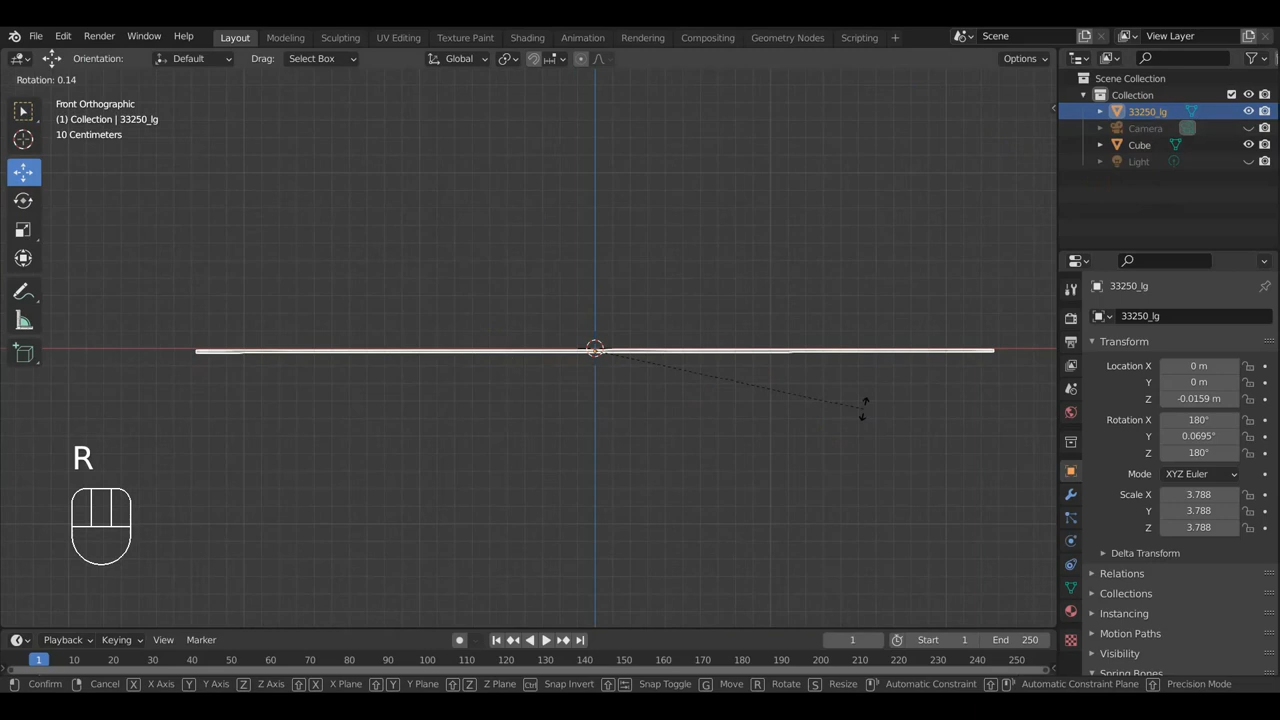 File Edit Render Window Help Layout Modeling Sculpting UV Editing Texture Paint Shading Animation Rendering Compositing Geometry Nodes Scripting + Scene View Layer
Orientation: Default Drag: Select Box Global Options
Rotation: 0.14
Front Orthographic
(1) Collection | 33250_lg
10 Centimeters
Scene Collection
Collection
33250_lg
Camera
Cube
Light
33250_lg
33250_lg
Transform
Location X 0 m
Y 0 m
Z -0.0159 m
Rotation X 180°
Y 0.0695°
Z 180°
Mode XYZ Euler
Scale X 3.788
Y 3.788
Z 3.788
Delta Transform
Relations
Collections
Instancing
Motion Paths
Visibility
Spring Bones
R
Playback Keying View Marker 1 Start 1 End 250
1 10 20 30 40 50 60 70 80 90 100 110 120 130 140 150 160 170 180 190 200 210 220 230 240 250
Confirm Cancel X X Axis Y Y Axis Z Z Axis X X Plane Y Y Plane Z Z Plane Ctrl Snap Invert Snap Toggle G Move R Rotate S Resize Automatic Constraint Automatic Constraint Plane Precision Mode